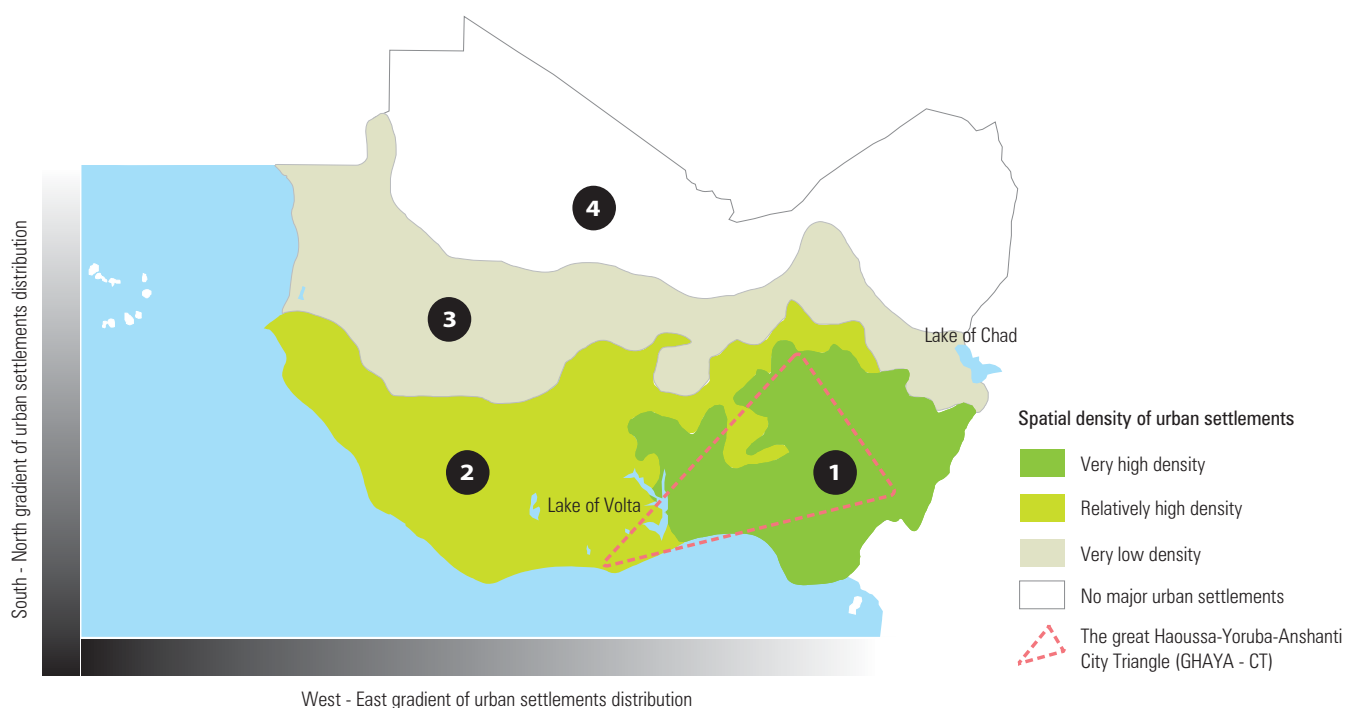 4
3
Lake of Chad
2
1
Lake of Volta
South - North gradient of urban settlements distribution
West - East gradient of urban settlements distribution
Spatial density of urban settlements
Very high density
Relatively high density
Very low density
No major urban settlements
The great Haoussa-Yoruba-Anshanti
City Triangle (GHAYA - CT)